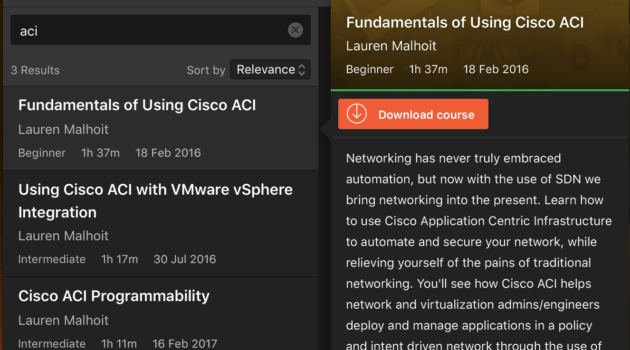 aci
3 Results
Sort by Relevance
Fundamentals of Using Cisco ACI
Lauren Malhoit
Beginner 1h 37m 18 Feb 2016
Using Cisco ACI with VMware vSphere
Integration
Lauren Malhoit
Intermediate 1h 17m 30 Jul 2016
Cisco ACI Programmability
Lauren Malhoit
Intermediate 1h 11m 16 Feb 2017
Fundamentals of Using Cisco ACI
Lauren Malhoit
Beginner 1h 37m 18 Feb 2016
Download course
Networking has never truly embraced
automation, but now with the use of SDN we
bring networking into the present. Learn how
to use Cisco Application Centric Infrastructure
to automate and secure your network, while
relieving yourself of the pains of traditional
networking. You'll see how Cisco ACI helps
network and virtualization admins/engineers
deploy and manage applications in a policy
and intent driven network through the use of